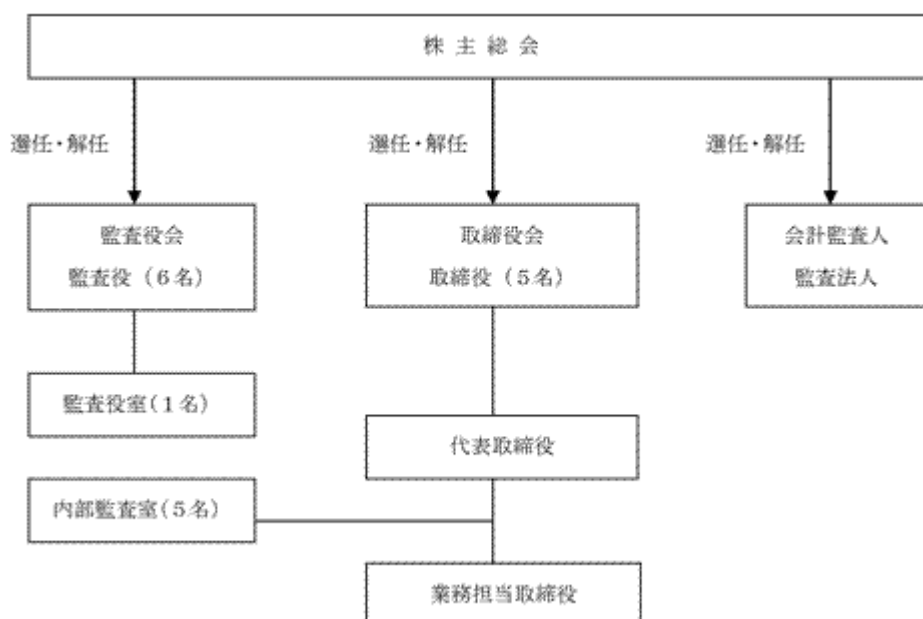 株 主 総 会
選任・解任
選任・解任
選任・解任
監査役会
監査役（６名）
取締役会
取締役（５名）
会計監査人
監査法人
監査役室（１名）
代表取締役
内部監査室（５名）
業務担当取締役